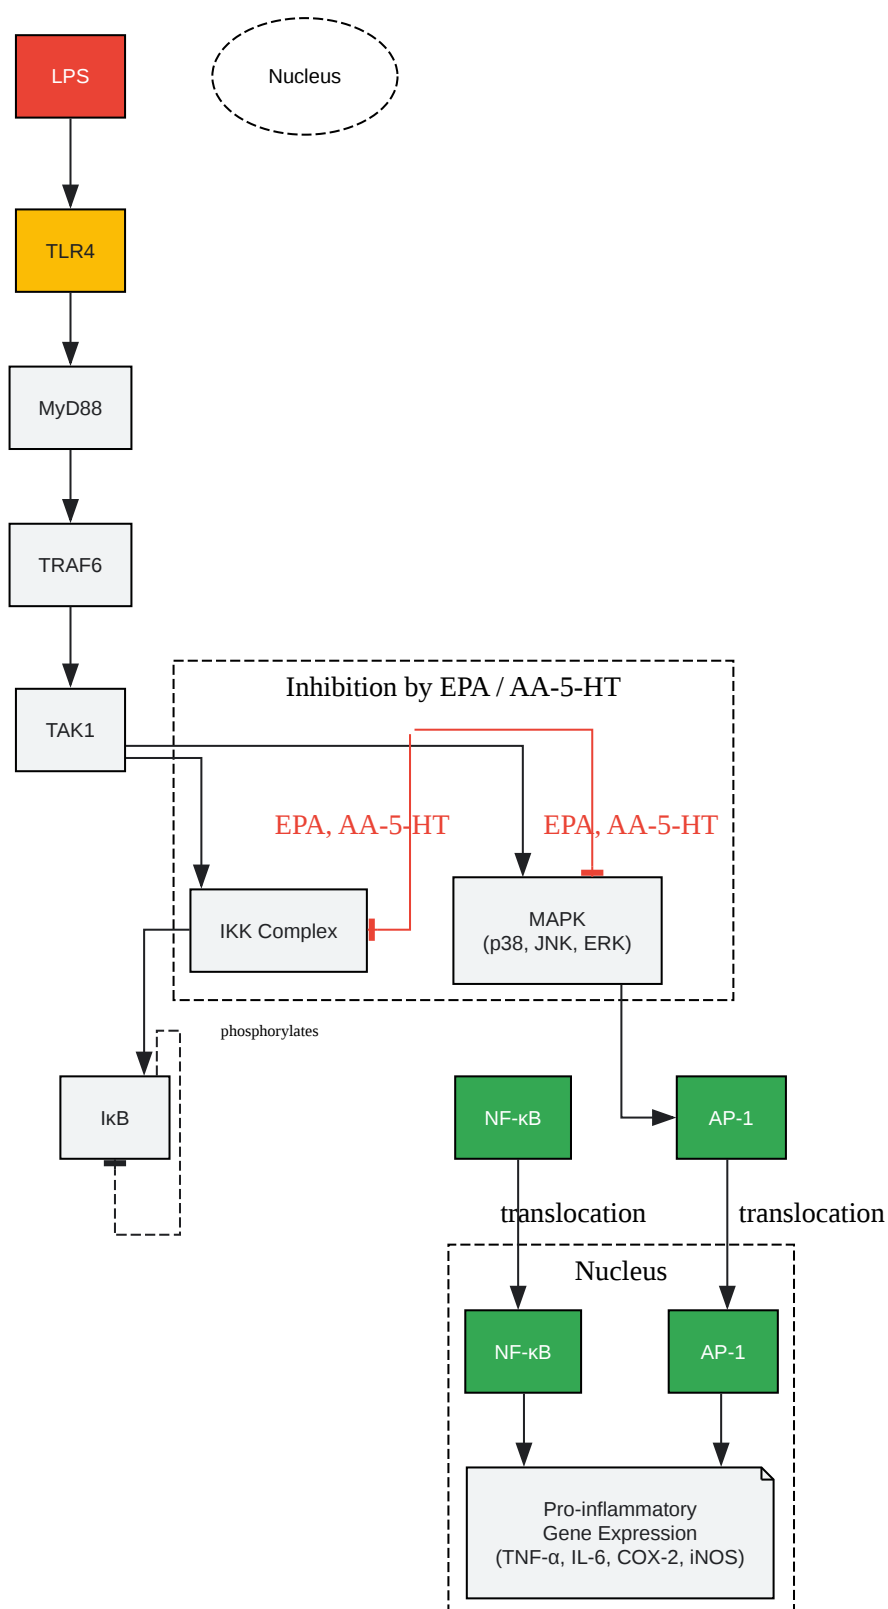 LPS
Nucleus
TLR4
MyD88
TRAF6
TAK1
Inhibition by EPA / AA-5-HT
EPA, AA-5-HT
EPA, AA-5-HT
IKK Complex
MAPK
(p38, JNK, ERK)
phosphorylates
IκB
NF-κB
AP-1
translocation
translocation
Nucleus
NF-κB
AP-1
Pro-inflammatory
Gene Expression
(TNF-α, IL-6, COX-2, iNOS)